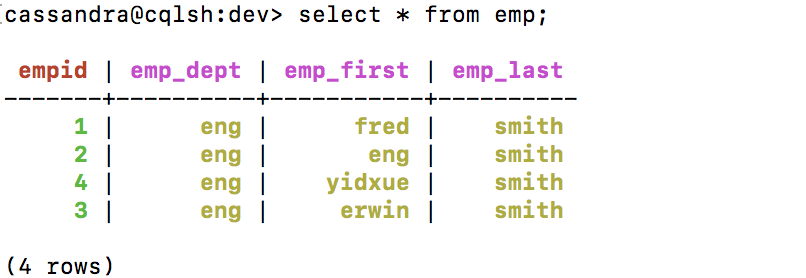 cassandra@cqlsh:dev> select * from emp;
empid | emp_dept | emp_first | emp_last
-------+----------+-----------+----------
1 | eng | fred | smith
2 | eng | eng | smith
4 | eng | yidxue | smith
3 | eng | erwin | smith
(4 rows)